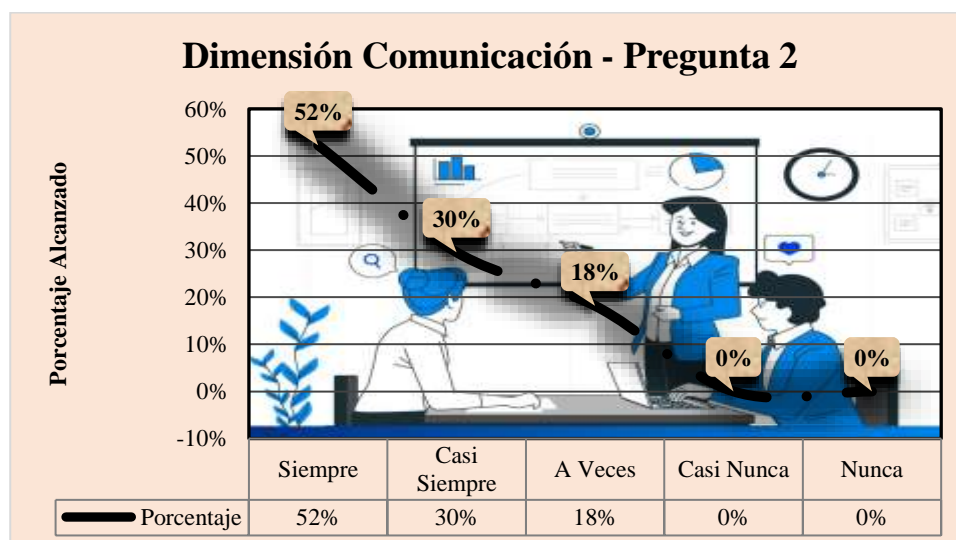 Dimensión Comunicación - Pregunta 2
Porcentaje Alcanzado
60%
50%
40%
30%
20%
10%
0%
-10%
52%
30%
18%
0%
0%
Siempre
Casi
Siempre
A Veces
Casi Nunca
Nunca
Porcentaje
52%
30%
18%
0%
0%